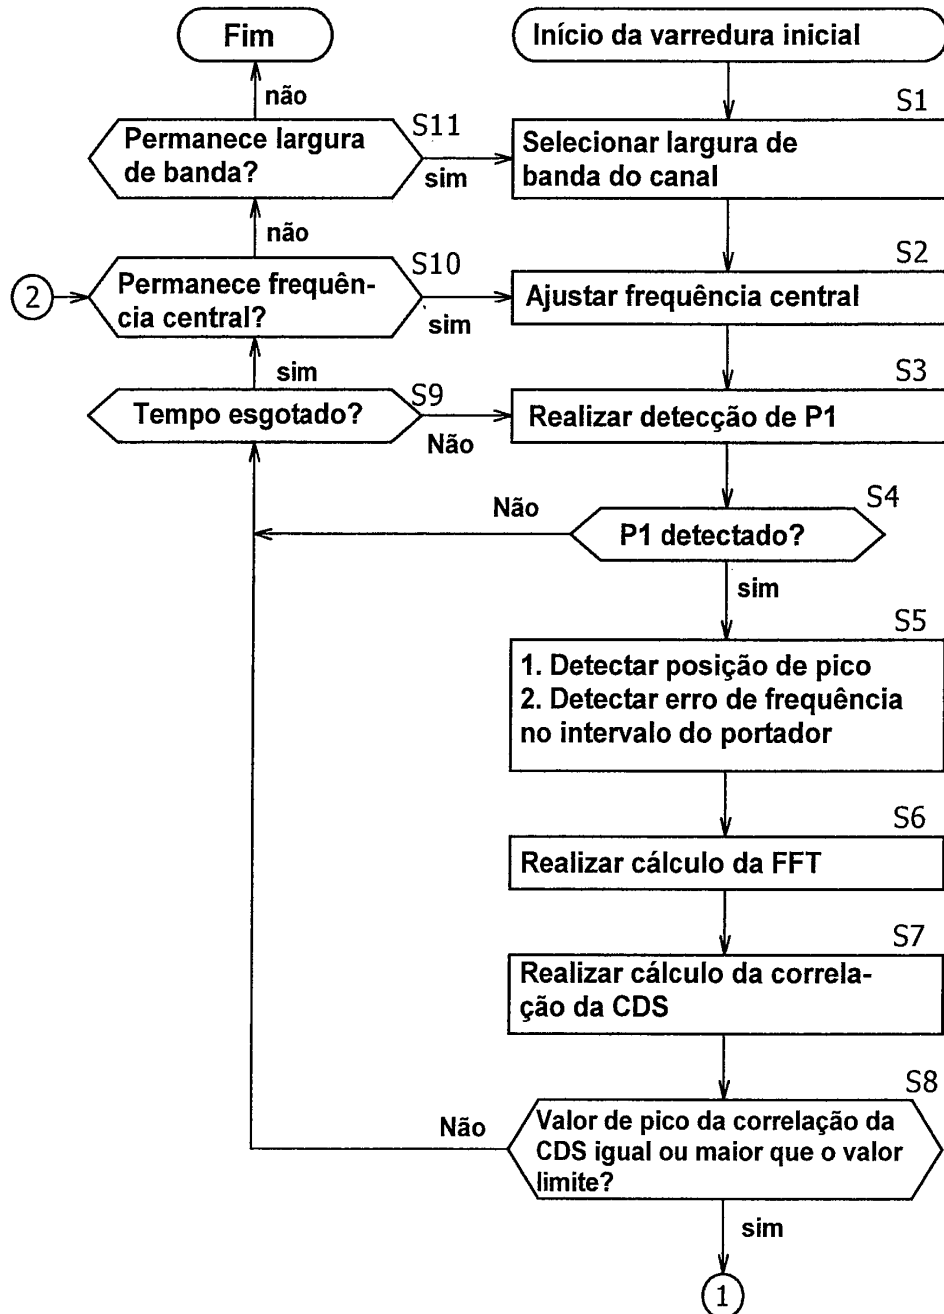 Fim
Início da varredura inicial
não
S1
Permanece largura
de banda?
S11
sim
Selecionar largura de
banda do canal
não
S2
2
Permanece frequên-
cia central?
S10
sim
Ajustar frequência central
sim
S3
Tempo esgotado?
S9
Não
Realizar detecção de P1
S4
Não
P1 detectado?
sim
S5
1. Detectar posição de pico
2. Detectar erro de frequência
no intervalo do portador
S6
Realizar cálculo da FFT
S7
Realizar cálculo da correla-
ção da CDS
S8
Não
Valor de pico da correlação da
CDS igual ou maior que o valor
limite?
sim
1